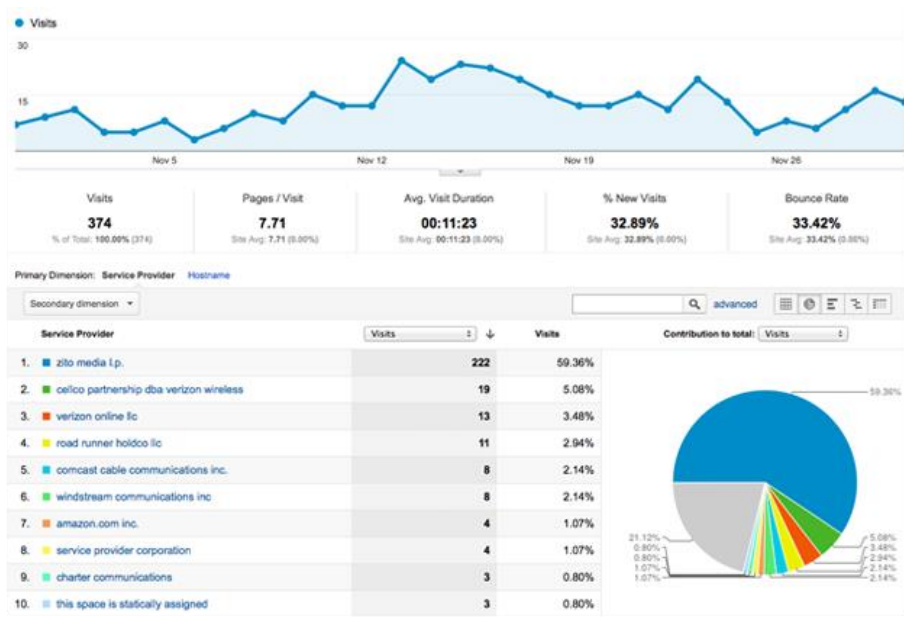 Visits
30
15
Nov 5 Nov 12 Nov 19 Nov 26
Visits Pages / Visit Avg. Visit Duration % New Visits Bounce Rate
374 7.71 00:11:23 32.89% 33.42%
% of Total: 100.00% (374) Site Avg: 7.71 (0.00%) Site Avg: 00:11:23 (0.00%) Site Avg: 32.89% (0.00%) Site Avg: 33.42% (0.00%)
Primary Dimension: Service Provider Hostname
Secondary dimension advanced
Service Provider Visits Visits Contribution to total: Visits
1. zito media l.p. 222 59.36%
2. cellco partnership dba verizon wireless 19 5.08%
3. verizon online llc 13 3.48%
4. road runner holdco llc 11 2.94%
5. comcast cable communications inc. 8 2.14%
6. windstream communications inc 8 2.14%
7. amazon.com inc. 4 1.07%
8. service provider corporation 4 1.07%
9. charter communications 3 0.80%
10. this space is statically assigned 3 0.80%
59.36%
21.12% 5.08%
0.80% 3.48%
0.80% 2.94%
1.07% 2.14%
1.07% 2.14%